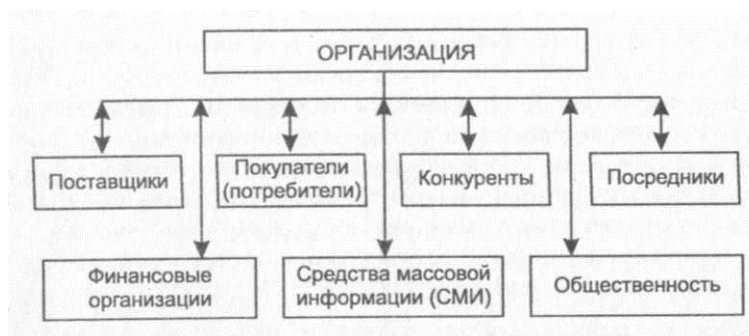 ОРГАНИЗАЦИЯ
Поставщики
Покупатели
(потребители)
Конкуренты
Посредники
Финансовые
организации
Средства массовой
информации (СМИ)
Общественность